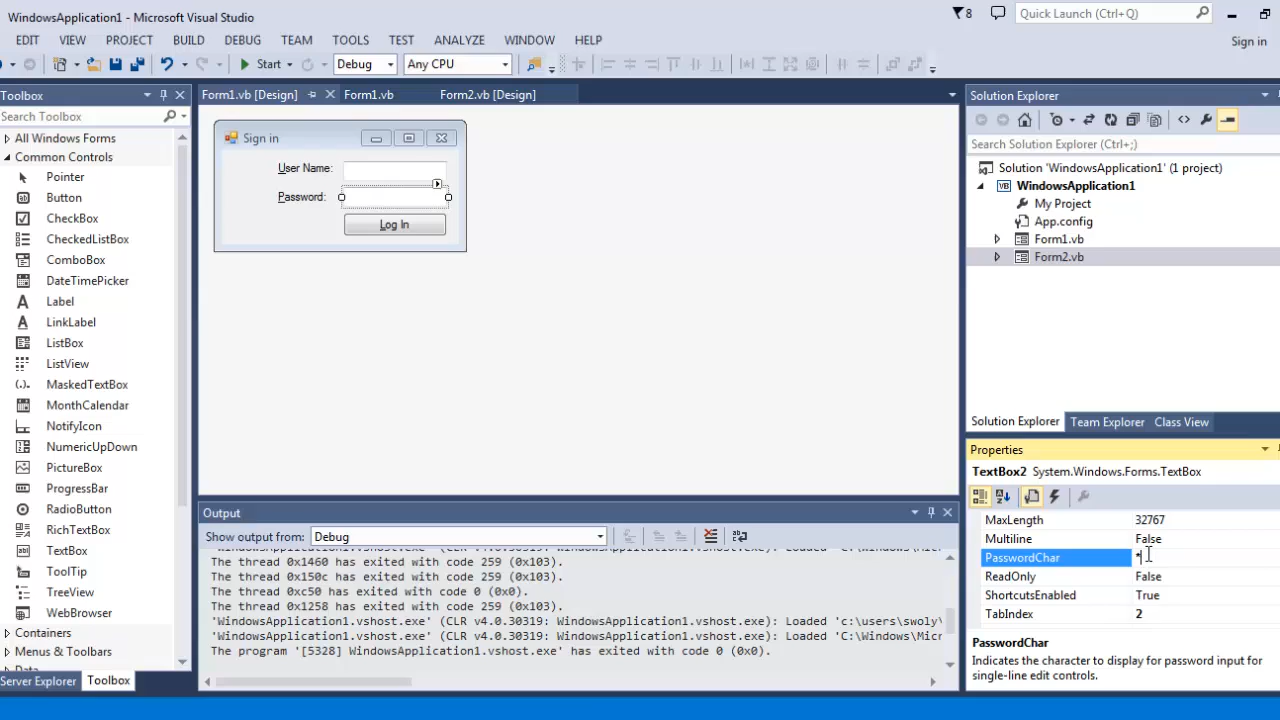 WindowsApplication1 - Microsoft Visual Studio
8
Quick Launch (Ctrl+Q)
EDIT VIEW PROJECT BUILD DEBUG TEAM TOOLS TEST ANALYZE WINDOW HELP
Sign in
Start Debug Any CPU
Toolbox
Search Toolbox
All Windows Forms
Common Controls
Pointer
Button
CheckBox
CheckedListBox
ComboBox
DateTimePicker
Label
LinkLabel
ListBox
ListView
MaskedTextBox
MonthCalendar
NotifyIcon
NumericUpDown
PictureBox
ProgressBar
RadioButton
RichTextBox
TextBox
ToolTip
TreeView
WebBrowser
Containers
Menus & Toolbars
Server Explorer Toolbox
Form1.vb [Design] Form1.vb Form2.vb [Design]
Sign in
User Name:
Password:
Log In
Output
Show output from: Debug
The thread 0x1460 has exited with code 259 (0x103).
The thread 0x150c has exited with code 259 (0x103).
The thread 0xc50 has exited with code 0 (0x0).
The thread 0x1258 has exited with code 259 (0x103).
'WindowsApplication1.vshost.exe' (CLR v4.0.30319: WindowsApplication1.vshost.exe): Loaded 'c:\users\swoly
'WindowsApplication1.vshost.exe' (CLR v4.0.30319: WindowsApplication1.vshost.exe): Loaded 'C:\Windows\Micr
The program '[5328] WindowsApplication1.vshost.exe' has exited with code 0 (0x0).
Solution Explorer
Search Solution Explorer (Ctrl+;)
Solution 'WindowsApplication1' (1 project)
WindowsApplication1
My Project
App.config
Form1.vb
Form2.vb
Solution Explorer Team Explorer Class View
Properties
TextBox2 System.Windows.Forms.TextBox
MaxLength 32767
Multiline False
PasswordChar *
ReadOnly False
ShortcutsEnabled True
TabIndex 2
PasswordChar
Indicates the character to display for password input for
single-line edit controls.